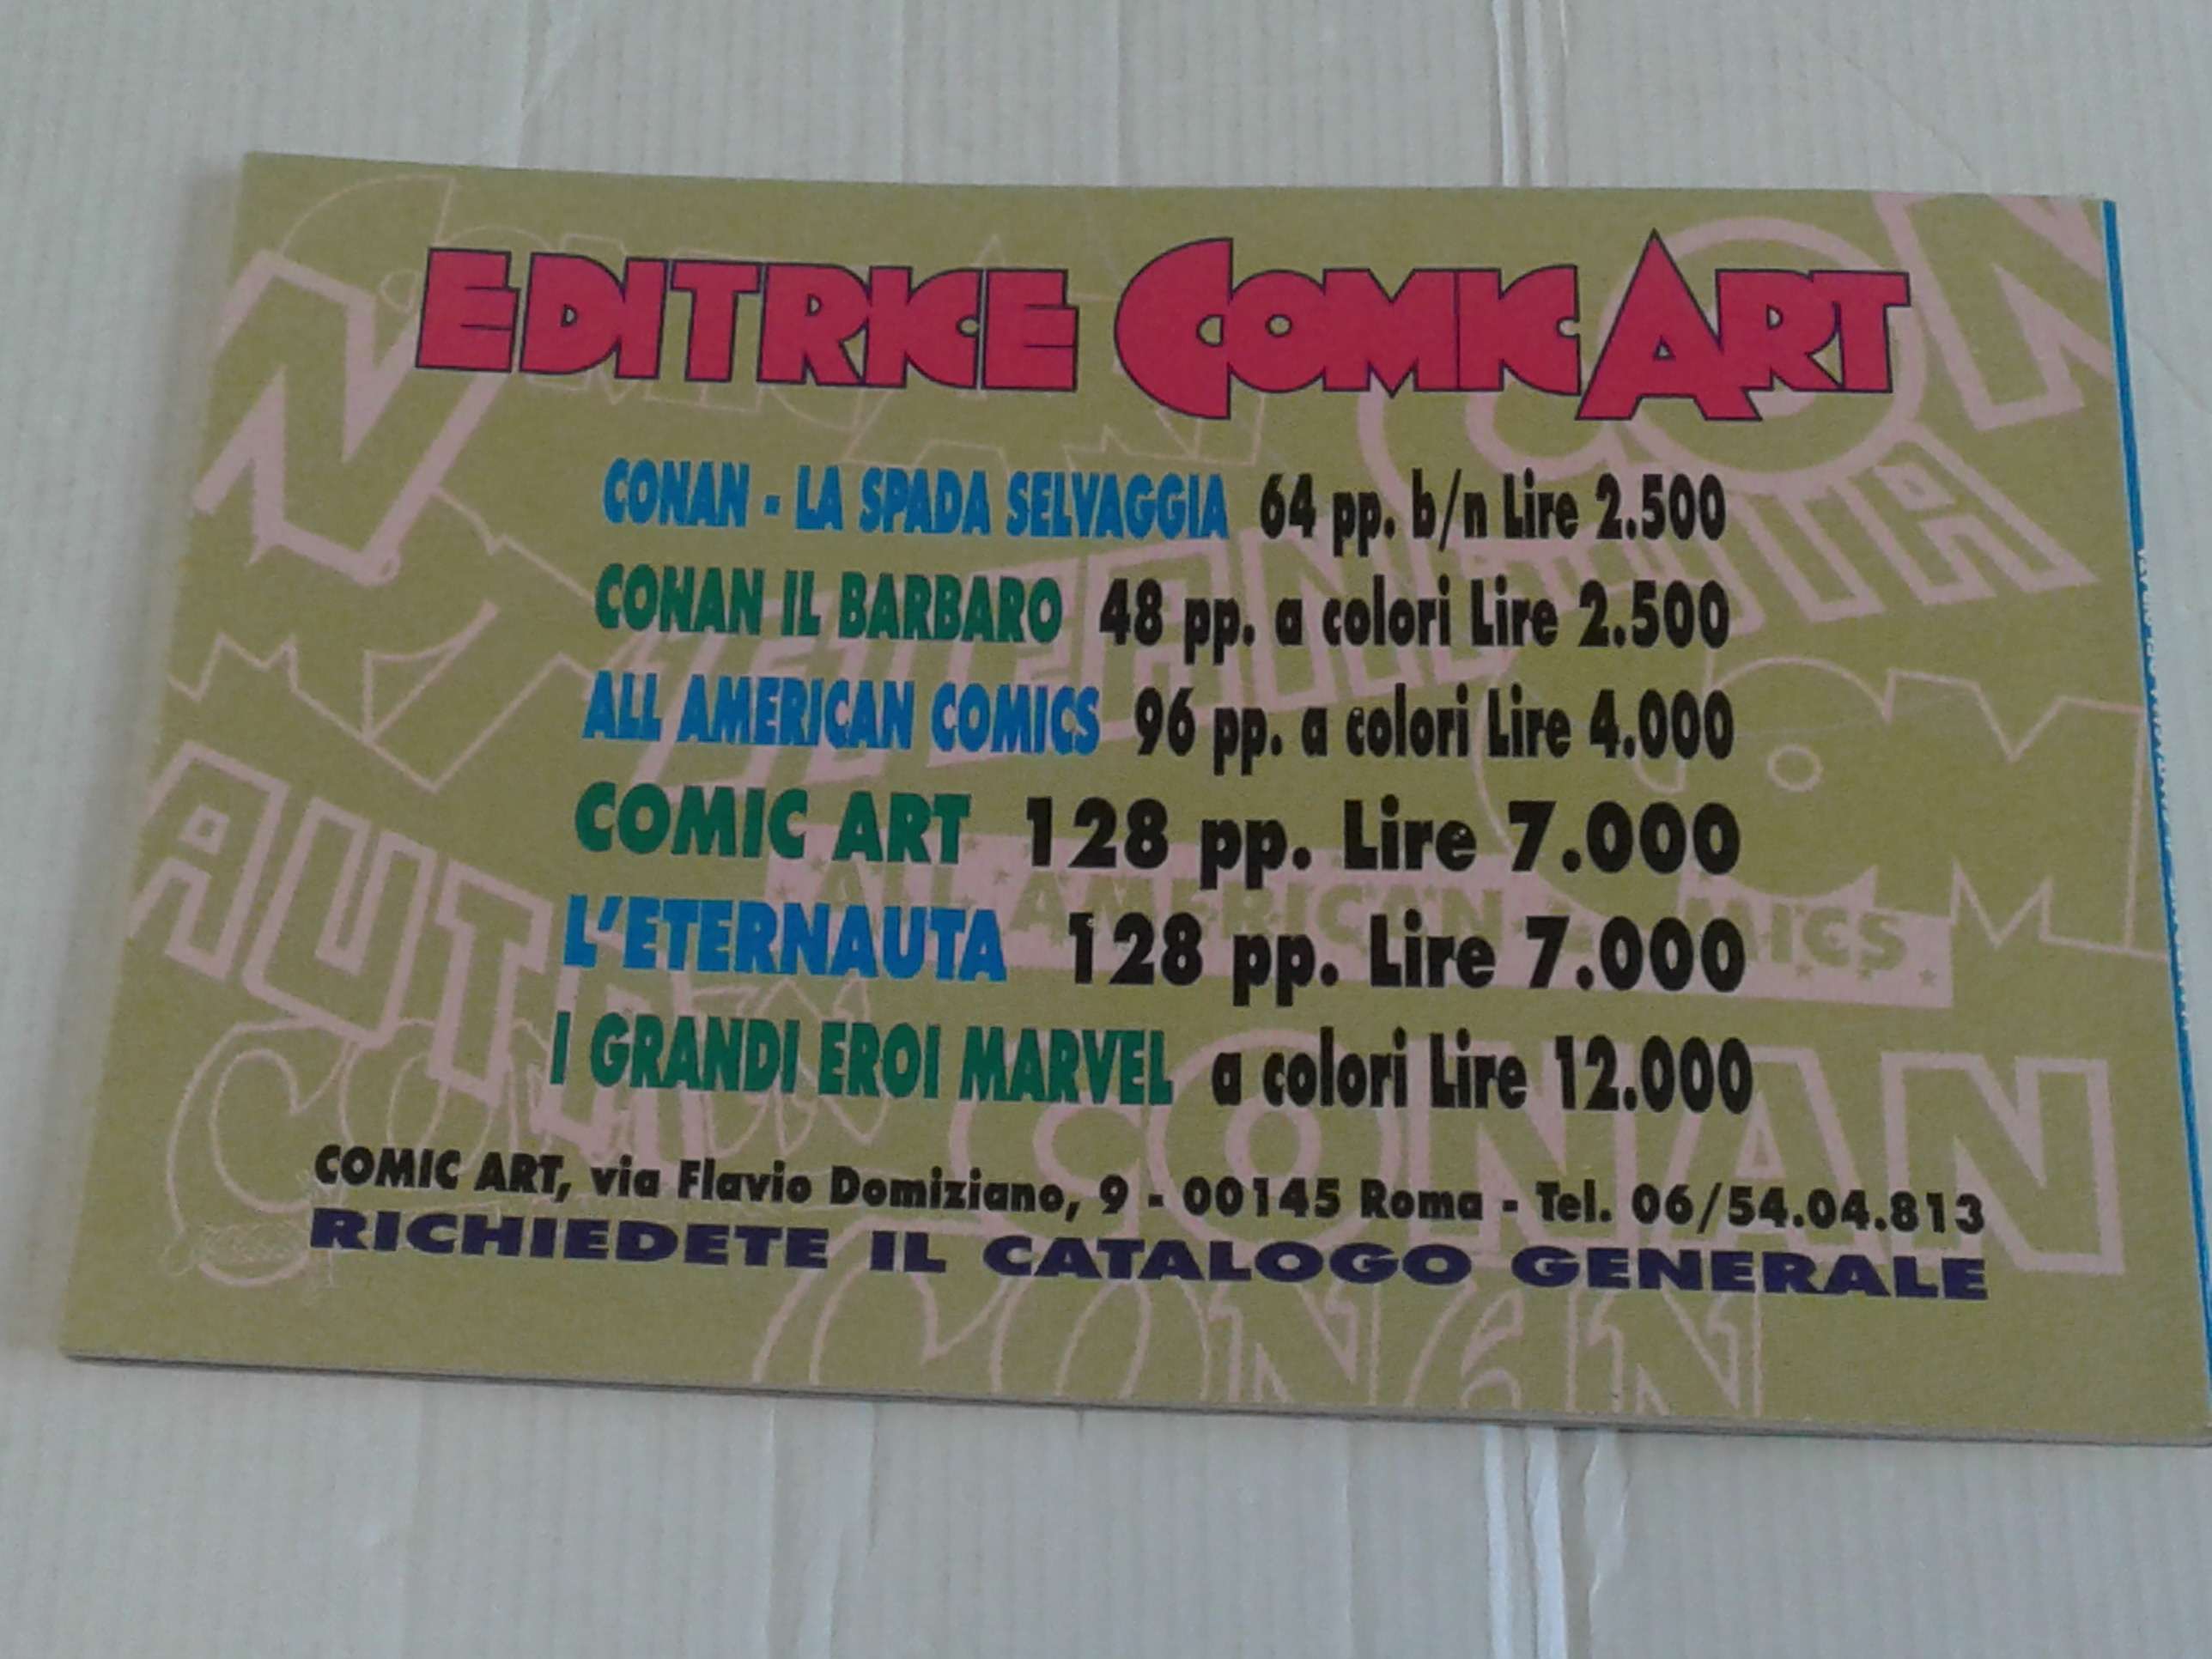 EDITRICE COMIC ART
CONAN - LA SPADA SELVAGGIA 64 pp. b/n Lire 2.500
CONAN IL BARBARO 48 pp. a colori Lire 2.500
ALL AMERICAN COMICS 96 pp. a colori Lire 4.000
COMIC ART 128 pp. Lire 7.000
L'ETERNAUTA 128 pp. Lire 7.000
I GRANDI EROI MARVEL a colori Lire 12.000
COMIC ART, via Flavio Domiziano, 9 - 00145 Roma - Tel. 06/54.04.813
RICHIEDETE IL CATALOGO GENERALE
CONAN
CONAN